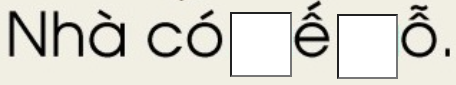 Nhà có ế ỗ.